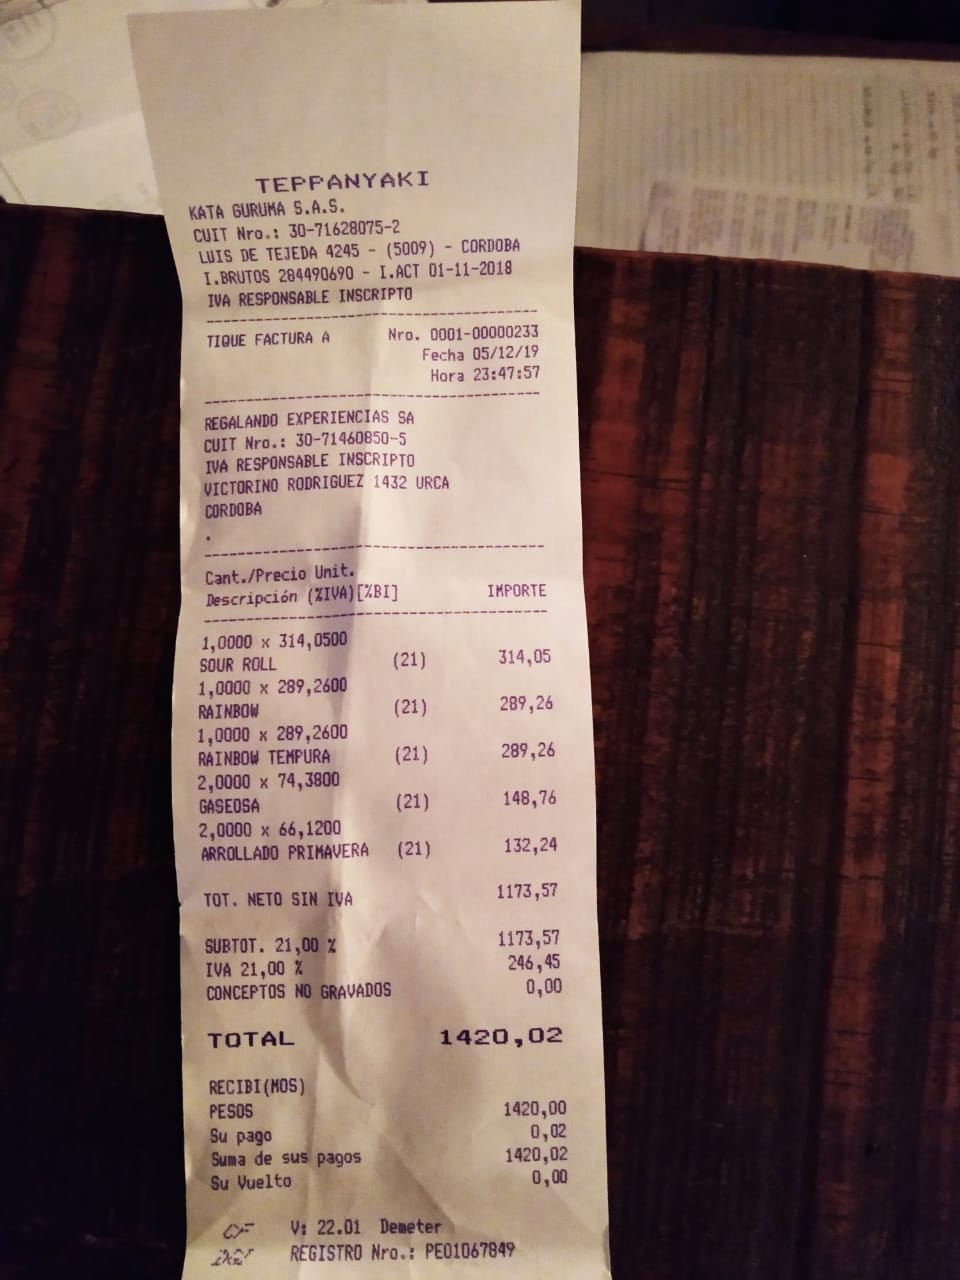 TEPPANYAKI
KATA GURUMA S.A.S.
CUIT Nro.: 30-71628075-2
LUIS DE TEJEDA 4245 - (5009) - CORDOBA
I.BRUTOS 284490690 - I.ACT 01-11-2018
IVA RESPONSABLE INSCRIPTO
TIQUE FACTURA A Nro. 0001-00000233
Fecha 05/12/19
Hora 23:47:57
REGALANDO EXPERIENCIAS SA
CUIT Nro.: 30-71460850-5
IVA RESPONSABLE INSCRIPTO
VICTORINO RODRIGUEZ 1432 URCA
CORDOBA
.
Cant./Precio Unit.
Descripción (%IVA)[%BI] IMPORTE
1,0000 x 314,0500
SOUR ROLL (21) 314,05
1,0000 x 289,2600
RAINBOW (21) 289,26
1,0000 x 289,2600
RAINBOW TEMPURA (21) 289,26
2,0000 x 74,3800
GASEOSA (21) 148,76
2,0000 x 66,1200
ARROLLADO PRIMAVERA (21) 132,24
TOT. NETO SIN IVA 1173,57
SUBTOT. 21,00 % 1173,57
IVA 21,00 % 246,45
CONCEPTOS NO GRAVADOS 0,00
TOTAL 1420,02
RECIBI(MOS)
PESOS 1420,00
Su pago 0,02
Suma de sus pagos 1420,02
Su Vuelto 0,00
CF V: 22.01 Demeter
DGI REGISTRO Nro.: PEO1067849